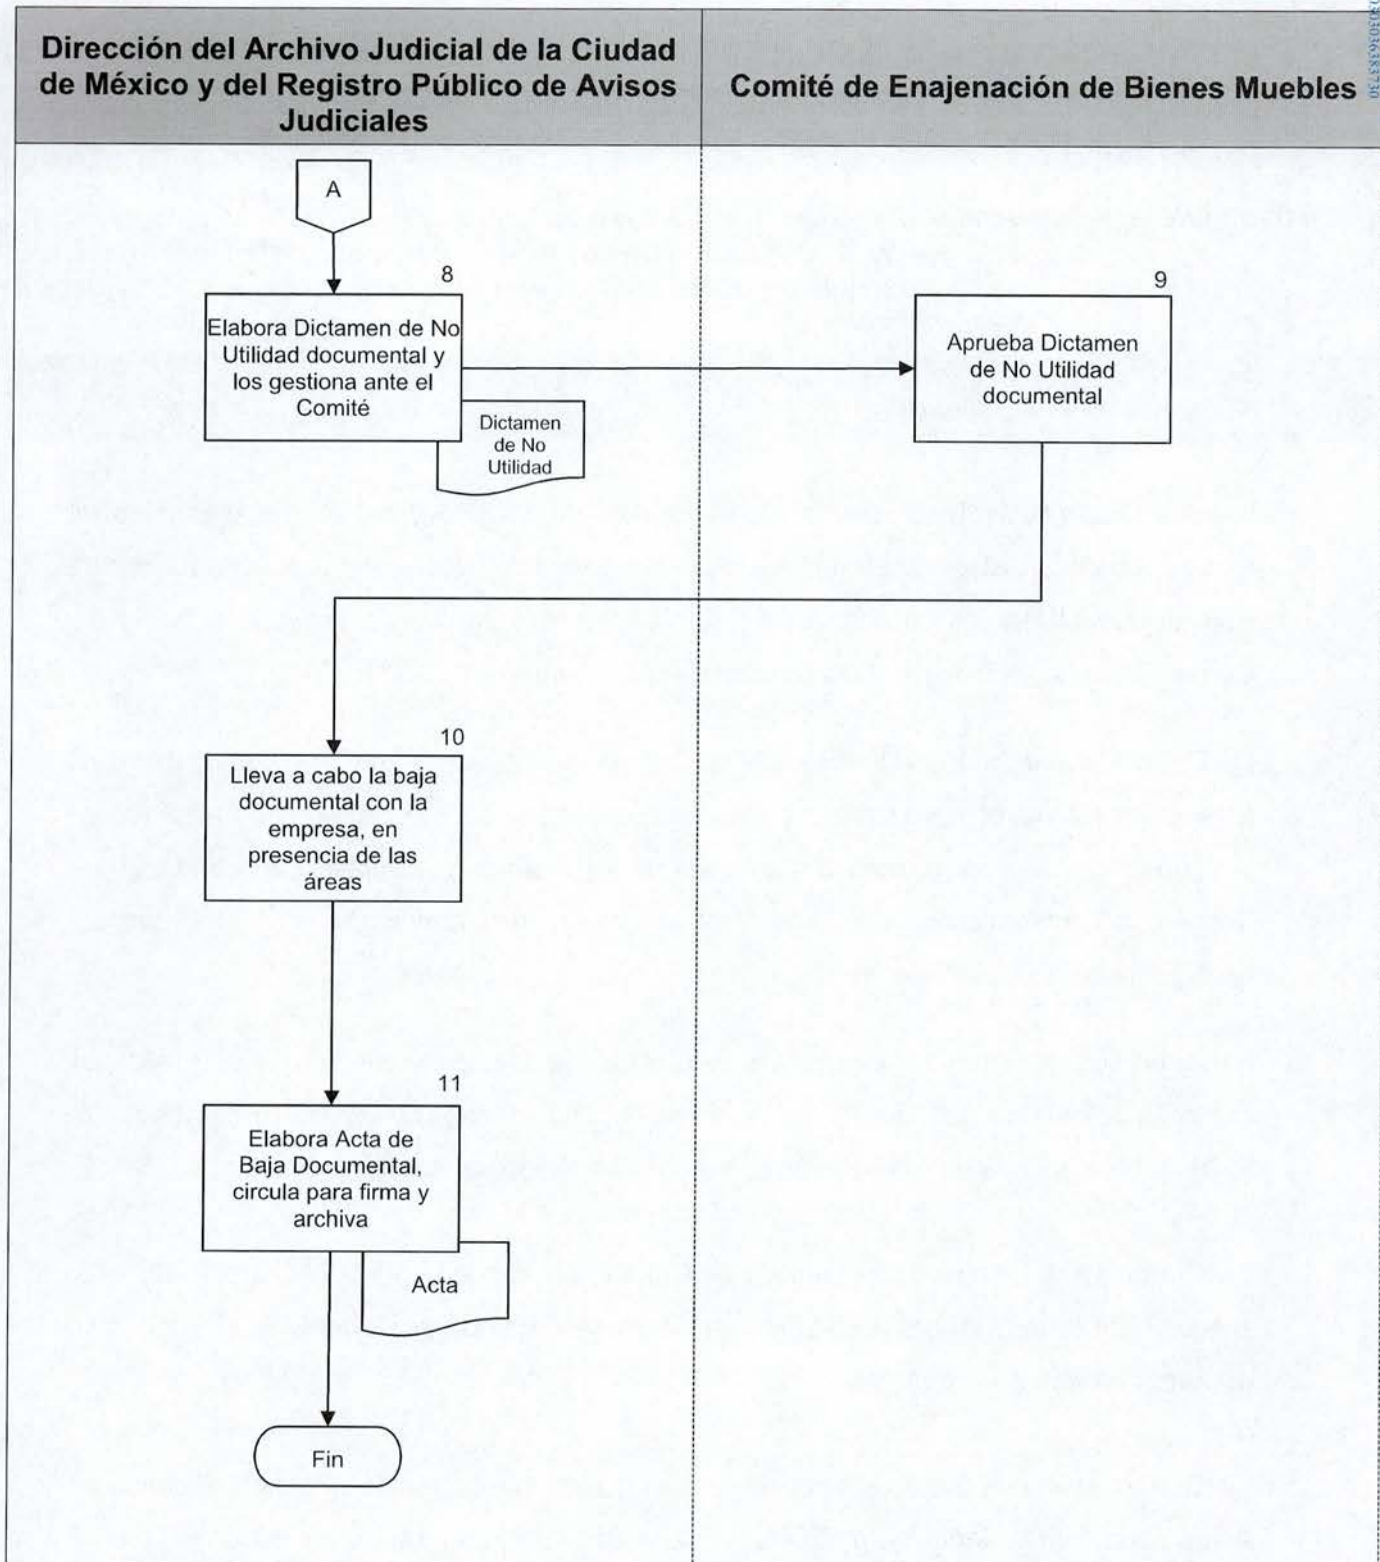 Dirección del Archivo Judicial de la Ciudad
de México y del Registro Público de Avisos
Judiciales
Comité de Enajenación de Bienes Muebles
A
8
Elabora Dictamen de No
Utilidad documental y
los gestiona ante el
Comité
Dictamen
de No
Utilidad
9
Aprueba Dictamen
de No Utilidad
documental
10
Lleva a cabo la baja
documental con la
empresa, en
presencia de las
áreas
11
Elabora Acta de
Baja Documental,
circula para firma y
archiva
Acta
Fin